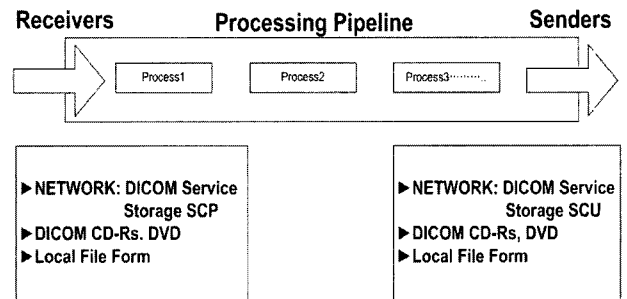 Receivers Processing Pipeline Senders
Process1 Process2 Process3··········
▶NETWORK: DICOM Service
Storage SCP
▶DICOM CD-Rs. DVD
▶Local File Form
▶NETWORK: DICOM Service
Storage SCU
▶DICOM CD-Rs, DVD
▶Local File Form